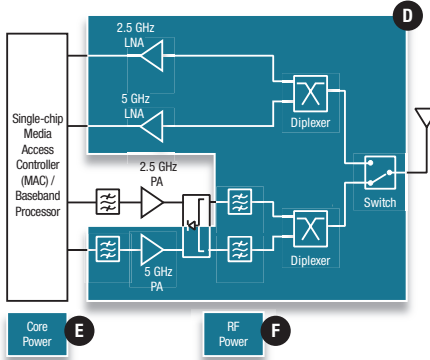 D
2.5 GHz
LNA
5 GHz
LNA
Diplexer
Single-chip
Media
Access
Controller
(MAC) /
Baseband
Processor
2.5 GHz
PA
Switch
Diplexer
5 GHz
PA
Core
Power
E
RF
Power
F